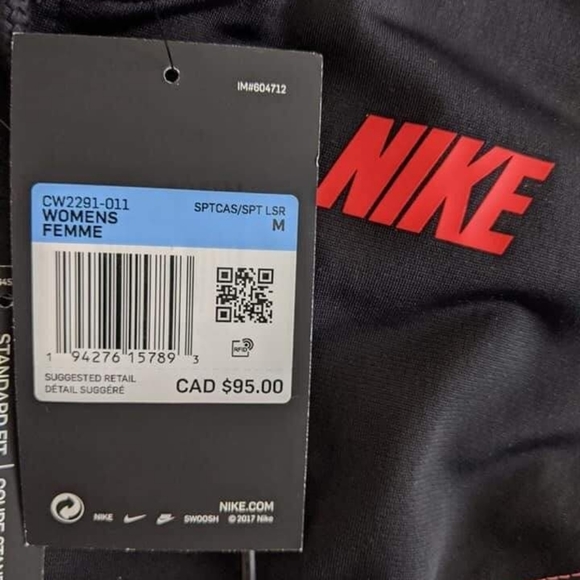 IM#604712
NIKE
CW2291-011
WOMENS
FEMME
SPTCAS/SPT LSR
M
1 94276 15789 3
RFID
SUGGESTED RETAIL
DÉTAIL SUGGÉRÉ
CAD $95.00
STANDARD FIT |
NIKE.COM
NIKE
SWOOSH © 2017 Nike